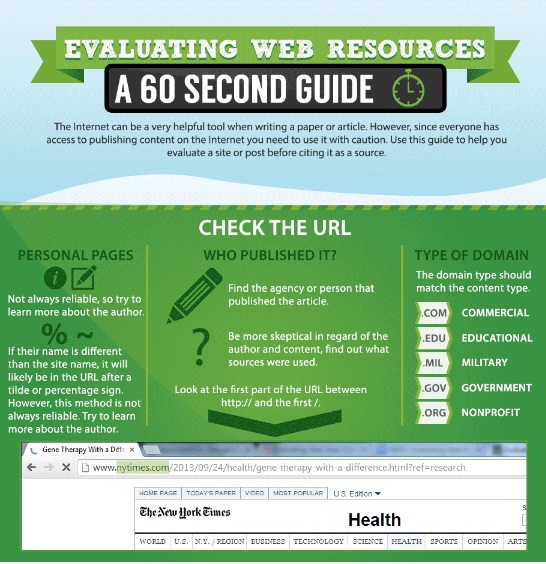 EVALUATING WEB RESOURCES
A 60 SECOND GUIDE
The Internet can be a very helpful tool when writing a paper or article. However, since everyone has
access to publishing content on the Internet you need to use it with caution. Use this guide to help you
evaluate a site or post before citing it as a source.
CHECK THE URL
PERSONAL PAGES
Not always reliable, so try to
learn more about the author.
% ~
If their name is different
than the site name, it will
likely be in the URL after a
tilde or percentage sign.
However, this method is not
always reliable. Try to learn
more about the author.
WHO PUBLISHED IT?
Find the agency or person that
published the article.
?
Be more skeptical in regard of the
author and content, find out what
sources were used.
Look at the first part of the URL between
http:// and the first /.
TYPE OF DOMAIN
The domain type should
match the content type.
.COM COMMERCIAL
.EDU EDUCATIONAL
.MIL MILITARY
.GOV GOVERNMENT
.ORG NONPROFIT
Gene Therapy With a Diffe
www.nytimes.com/2013/09/24/health/gene-therapy-with-a-difference.html?ref=research
HOME PAGE TODAY'S PAPER VIDEO MOST POPULAR U.S. Edition
The New York Times
Health
WORLD U.S. N.Y. / REGION BUSINESS TECHNOLOGY SCIENCE HEALTH SPORTS OPINION ARTS